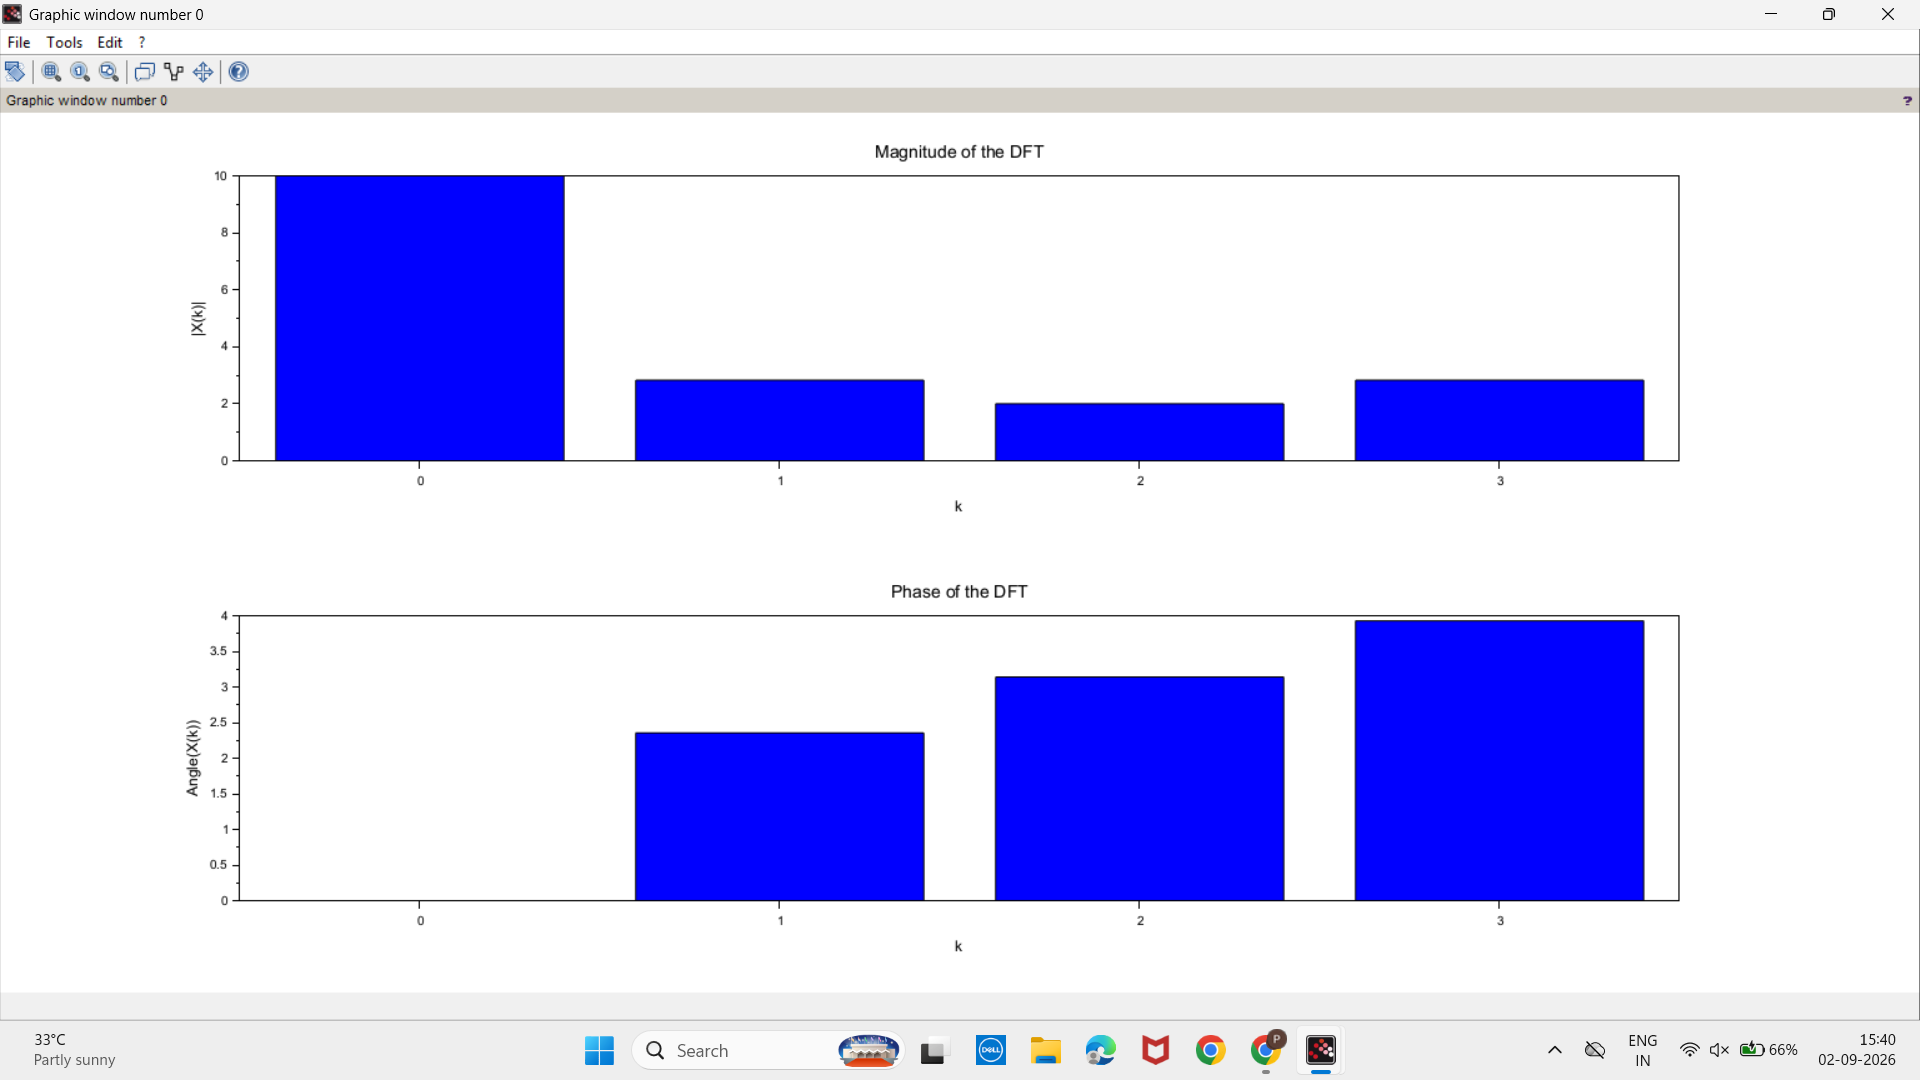 Graphic window number 0
File Tools Edit ?
Graphic window number 0 ?
Magnitude of the DFT
10
8
6
4
2
0
|X(k)|
0 1 2 3
k
Phase of the DFT
4
3.5
3
2.5
2
1.5
1
0.5
0
Angle(X(k))
0 1 2 3
k
33°C
Partly sunny
Search
DELL
P
ENG
IN
66%
15:40
02-09-2026